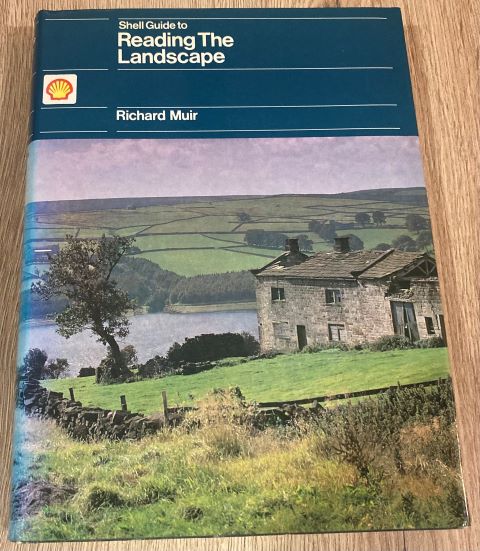 Shell Guide to
Reading The
Landscape
Richard Muir